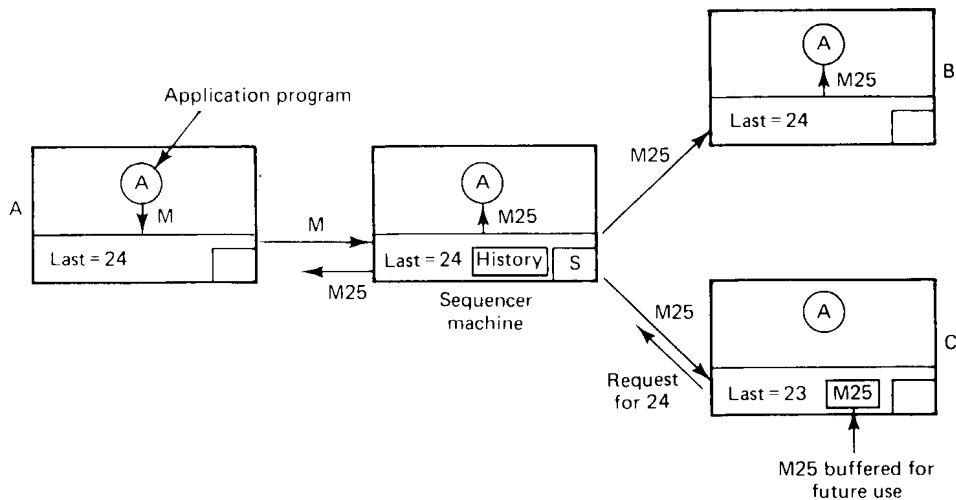 Application program
A
A
M
Last = 24
M
M25
A
M25
Last = 24
History
S
Sequencer
machine
M25
M25
Request
for 24
A
M25
Last = 24
B
A
C
Last = 23
M25
M25 buffered for
future use